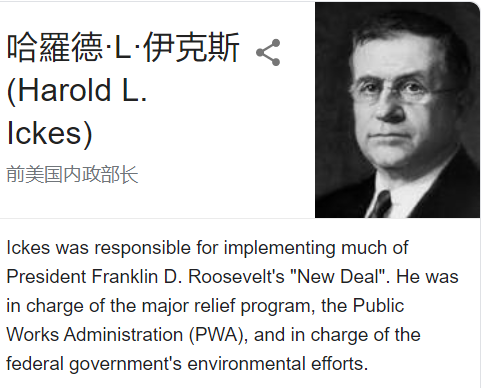 哈羅德·L·伊克斯
(Harold L.
Ickes)
前美国内政部长
Ickes was responsible for implementing much of
President Franklin D. Roosevelt's "New Deal". He was
in charge of the major relief program, the Public
Works Administration (PWA), and in charge of the
federal government's environmental efforts.